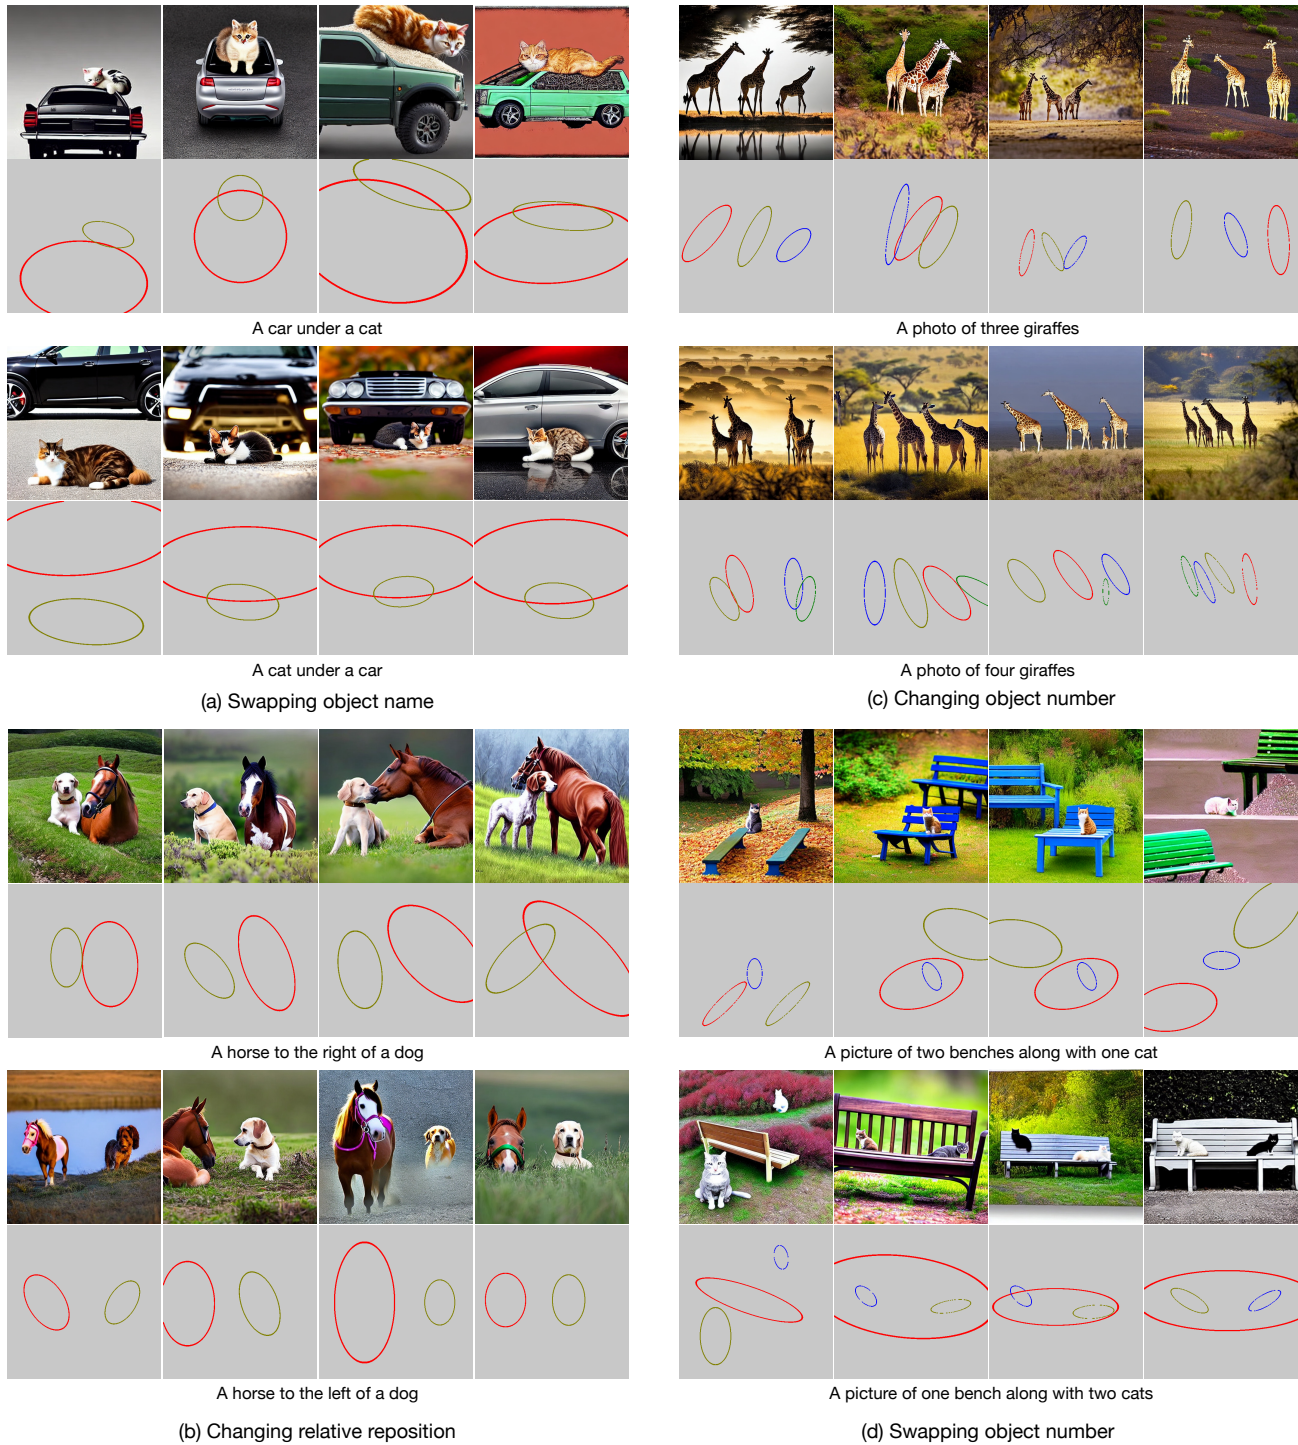 A car under a cat
A cat under a car
(a) Swapping object name
A photo of three giraffes
A photo of four giraffes
(c) Changing object number
A horse to the right of a dog
A horse to the left of a dog
(b) Changing relative reposition
A picture of two benches along with one cat
A picture of one bench along with two cats
(d) Swapping object number